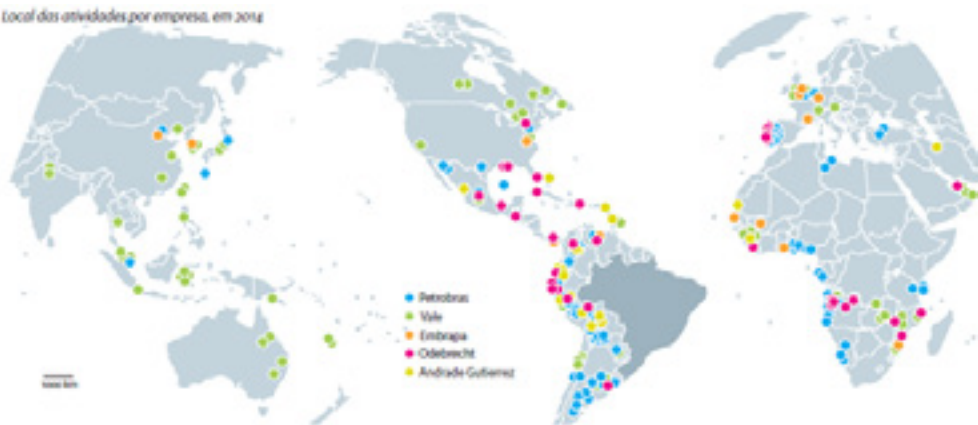 Local das atividades por empresa, em 2014
Petrobras
Vale
Embrapa
Odebrecht
Andrade Gutierrez